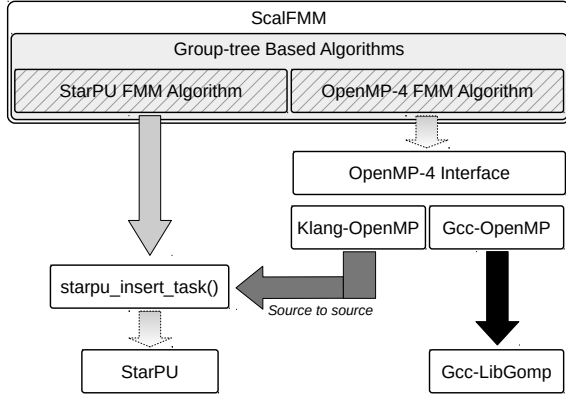 ScalFMM
Group-tree Based Algorithms
StarPU FMM Algorithm
OpenMP-4 FMM Algorithm
OpenMP-4 Interface
Klang-OpenMP
Gcc-OpenMP
starpu_insert_task()
Source to source
StarPU
Gcc-LibGomp